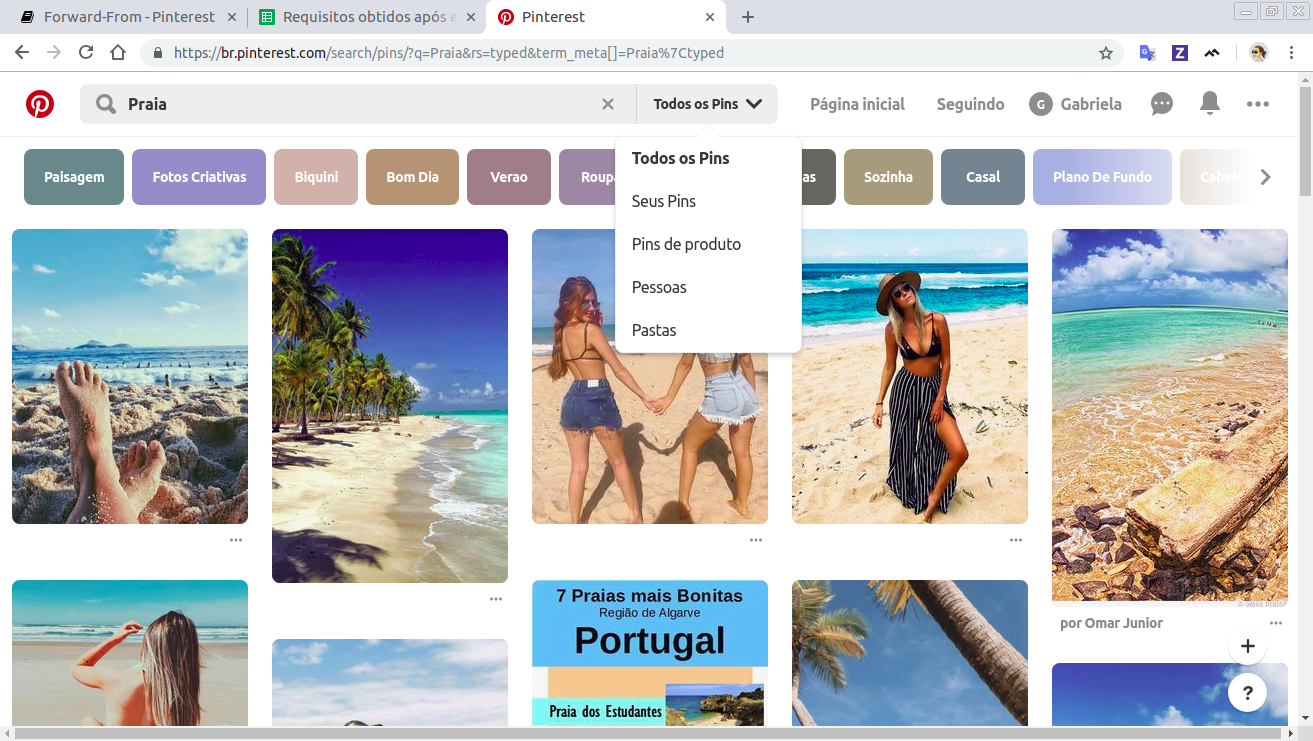 Forward-From - Pinterest
Requisitos obtidos após
Pinterest
https://br.pinterest.com/search/pins/?q=Praia&rs=typed&term_meta[]=Praia%7Ctyped
Praia
Todos os Pins
Página inicial
Seguindo
G
Gabriela
Todos os Pins
Seus Pins
Pins de produto
Pessoas
Pastas
Paisagem
Fotos Criativas
Biquini
Bom Dia
Verao
Sozinha
Casal
Plano De Fundo
Cabelo
7 Praias mais Bonitas
Região de Algarve
Portugal
Praia dos Estudantes
© OMAR JUNIOR
por Omar Junior
+
?